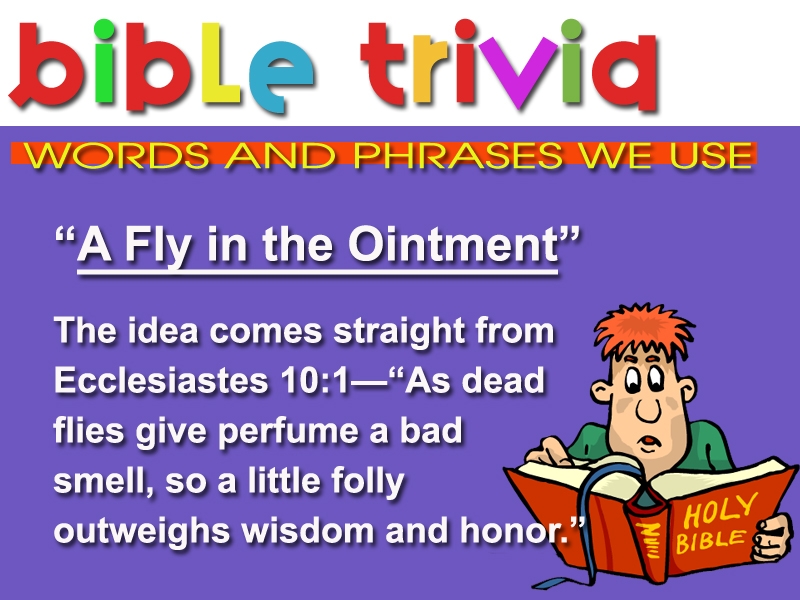 bibLe trivia
WORDS AND PHRASES WE USE
“A Fly in the Ointment”
The idea comes straight from
Ecclesiastes 10:1—“As dead
flies give perfume a bad
smell, so a little folly
outweighs wisdom and honor.”
HOLY
BIBLE